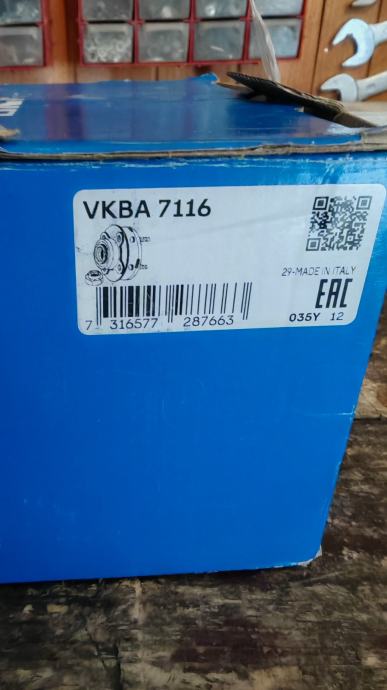 VKBA 7116
29-MADE IN ITALY
EAC
7 316577 287663
035Y 12